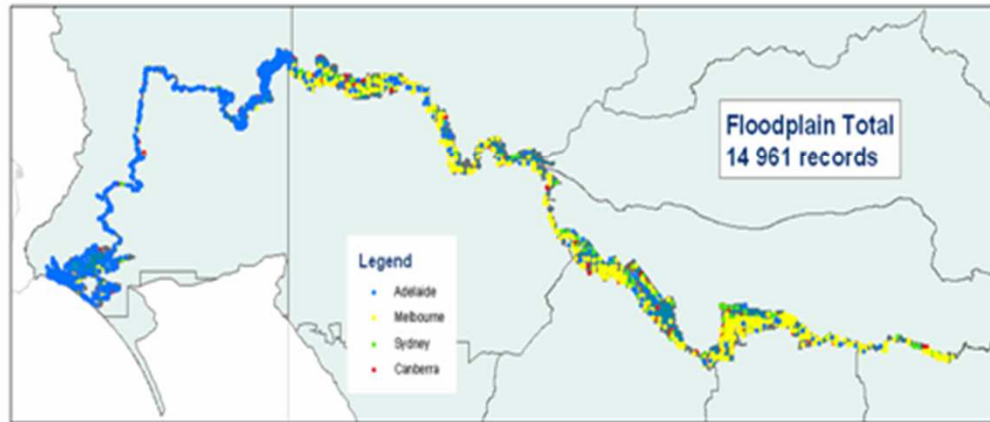 Floodplain Total
14 961 records
Legend
Adelaide
Melbourne
Sydney
Canberra